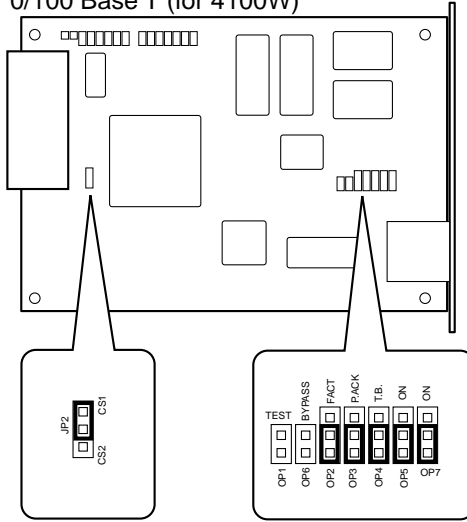 0/100 Base T (for 4100W)
JP2
CS1
CS2
TEST
BYPASS
FACT
P.ACK
T.B.
ON
ON
OP1
OP6
OP2
OP3
OP4
OP5
OP7